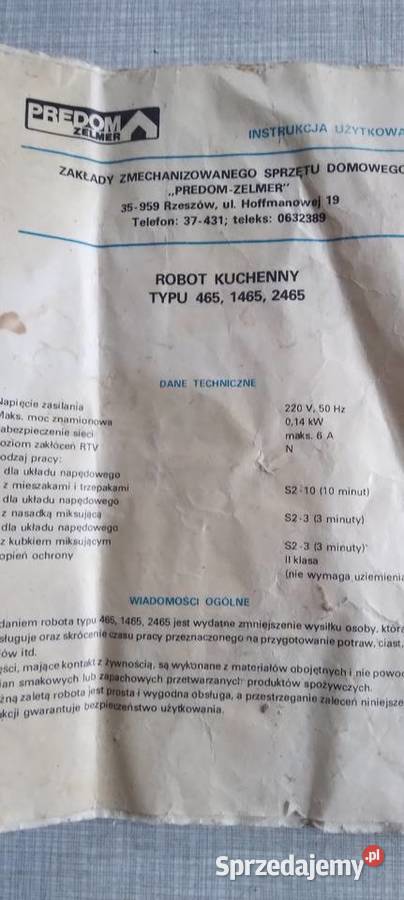 PREDOM
ZELMER
INSTRUKCJA UŻYTKOWA
ZAKŁADY ZMECHANIZOWANEGO SPRZĘTU DOMOWEGO
„PREDOM-ZELMER"
35-959 Rzeszów, ul. Hoffmanowej 19
Telefon: 37-431; teleks: 0632389
ROBOT KUCHENNY
TYPU 465, 1465, 2465
DANE TECHNICZNE
Napięcie zasilania 220 V, 50 Hz
Maks. moc znamionowa 0,14 kW
abezpieczenie sieci maks. 6 A
oziom zakłóceń RTV N
odzaj pracy:
dla układu napędowego
z mieszakami i trzepakami S2-10 (10 minut)
dla układu napędowego
z nasadką miksującą S2-3 (3 minuty)
dla układu napędowego
z kubkiem miksującym S2-3 (3 minuty)
opień ochrony II klasa
(nie wymaga uziemienia
WIADOMOŚCI OGÓLNE
daniem robota typu 465, 1465, 2465 jest wydatne zmniejszenie wysiłku osoby, która
sługuje oraz skrócenie czasu pracy przeznaczonego na przygotowanie potraw, ciast,
ów itd.
ęści, mające kontakt z żywnością, są wykonane z materiałów obojętnych i nie powod
ian smakowych lub zapachowych przetwarzanych produktów spożywczych.
żną zaletą robota jest prosta i wygodna obsługa, a przestrzeganie zaleceń niniejsze
ukcji gwarantuje bezpieczeństwo użytkowania.
Sprzedajemy.pl